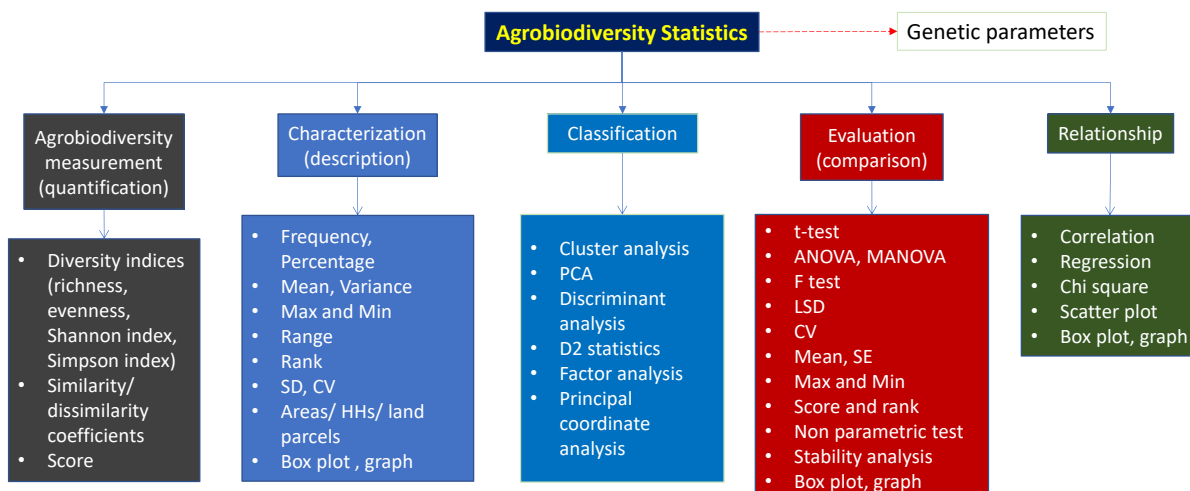 Agrobiodiversity Statistics
Genetic parameters
Agrobiodiversity
measurement
(quantification)
• Diversity indices
(richness,
evenness,
Shannon index,
Simpson index)
• Similarity/
dissimilarity
coefficients
• Score
Characterization
(description)
• Frequency,
Percentage
• Mean, Variance
• Max and Min
• Range
• Rank
• SD, CV
• Areas/ HHs/ land
parcels
• Box plot , graph
Classification
• Cluster analysis
• PCA
• Discriminant
analysis
• D2 statistics
• Factor analysis
• Principal
coordinate
analysis
Evaluation
(comparison)
• t-test
• ANOVA, MANOVA
• F test
• LSD
• CV
• Mean, SE
• Max and Min
• Score and rank
• Non parametric test
• Stability analysis
• Box plot, graph
Relationship
• Correlation
• Regression
• Chi square
• Scatter plot
• Box plot, graph